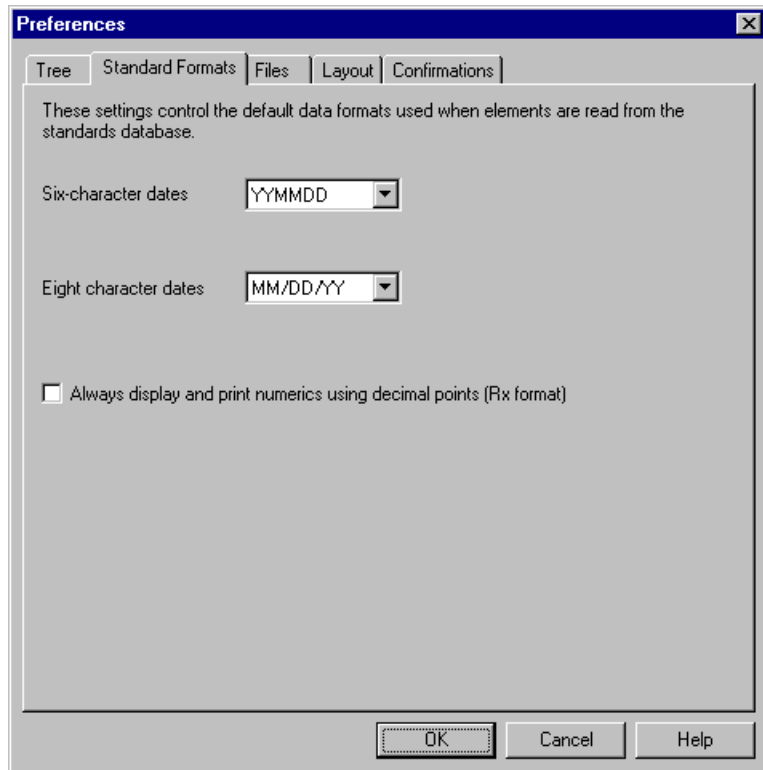 Preferences
Tree Standard Formats Files Layout Confirmations
These settings control the default data formats used when elements are read from the
standards database.
Six-character dates YYMMDD
Eight character dates MM/DD/YY
Always display and print numerics using decimal points (Rx format)
OK Cancel Help